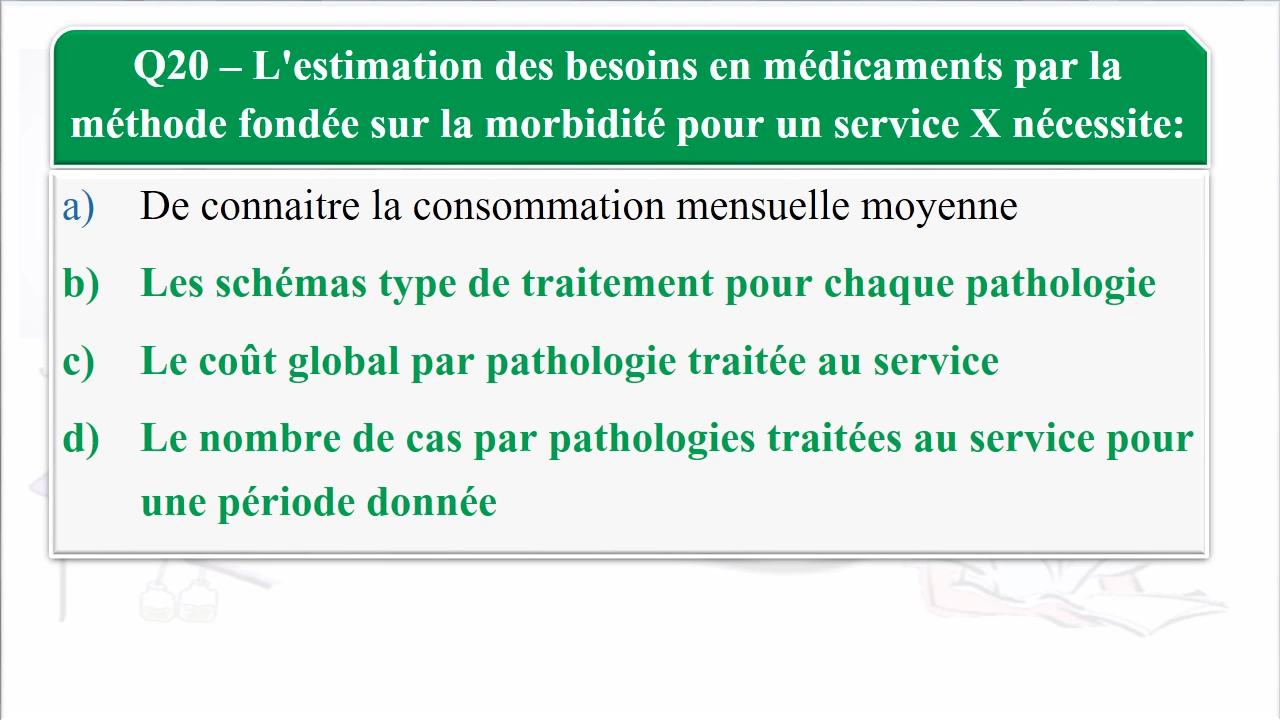 Q20 – L'estimation des besoins en médicaments par la
méthode fondée sur la morbidité pour un service X nécessite:
a) De connaitre la consommation mensuelle moyenne
b) Les schémas type de traitement pour chaque pathologie
c) Le coût global par pathologie traitée au service
d) Le nombre de cas par pathologies traitées au service pour
une période donnée